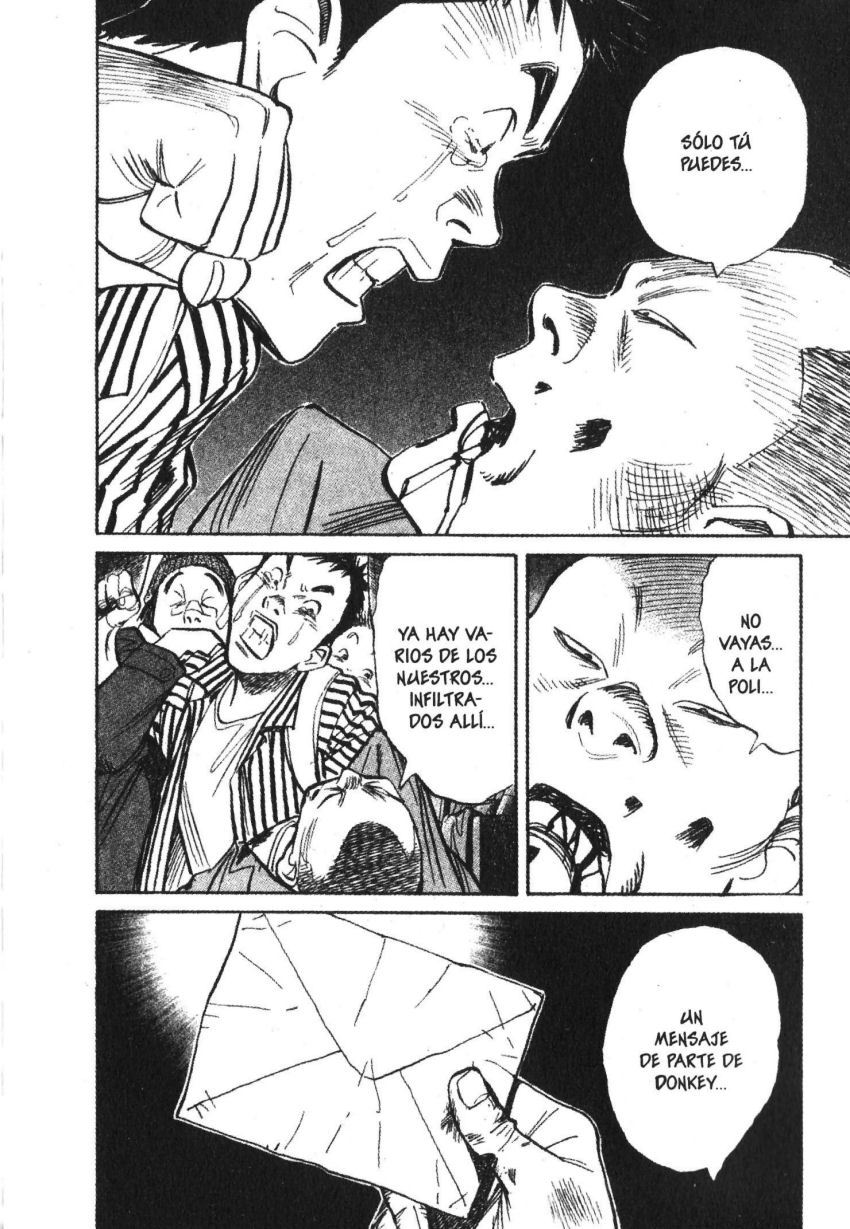 SÓLO TÚ
PUEDES...
NO
VAYAS...
A LA
POLI...
YA HAY VA-
RIOS DE LOS
NUESTROS...
INFILTRA-
DOS ALLÍ...
UN
MENSAJE
DE PARTE DE
DONKEY...